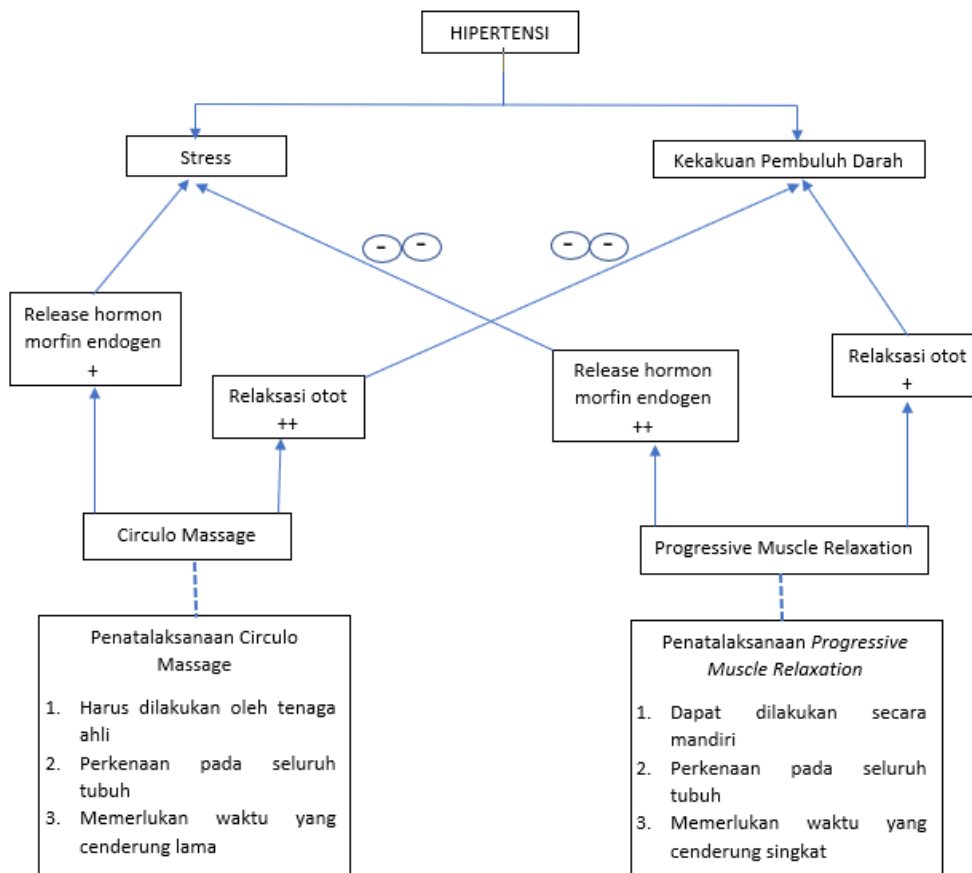 HIPERTENSI
Stress
Kekakuan Pembuluh Darah
- -
- -
Release hormon
morfin endogen
+
Relaksasi otot
++
Release hormon
morfin endogen
++
Relaksasi otot
+
Circulo Massage
Progressive Muscle Relaxation
Penatalaksanaan Circulo
Massage
1. Harus dilakukan oleh tenaga
ahli
2. Perkenaan pada seluruh
tubuh
3. Memerlukan waktu yang
cenderung lama
Penatalaksanaan Progressive
Muscle Relaxation
1. Dapat dilakukan secara
mandiri
2. Perkenaan pada seluruh
tubuh
3. Memerlukan waktu yang
cenderung singkat